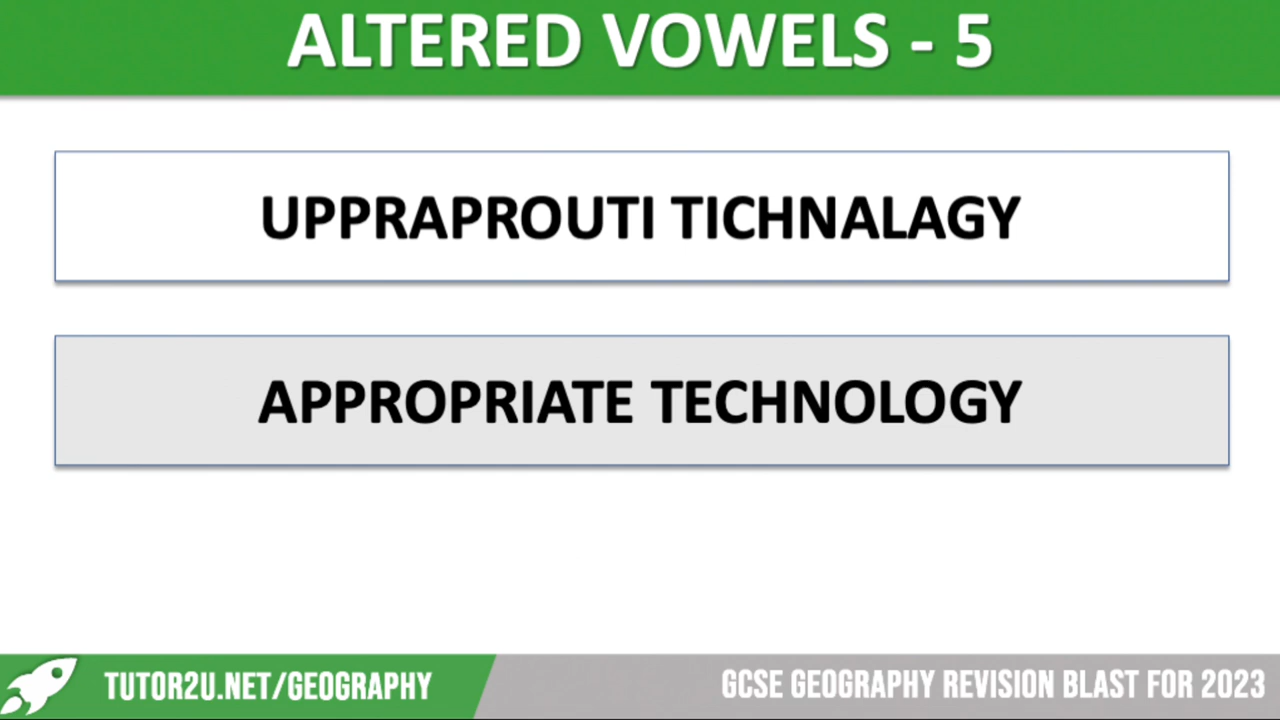 ALTERED VOWELS - 5
UPPRAPROUTI TICHNALAGY
APPROPRIATE TECHNOLOGY
TUTOR2U.NET/GEOGRAPHY
GCSE GEOGRAPHY REVISION BLAST FOR 2023